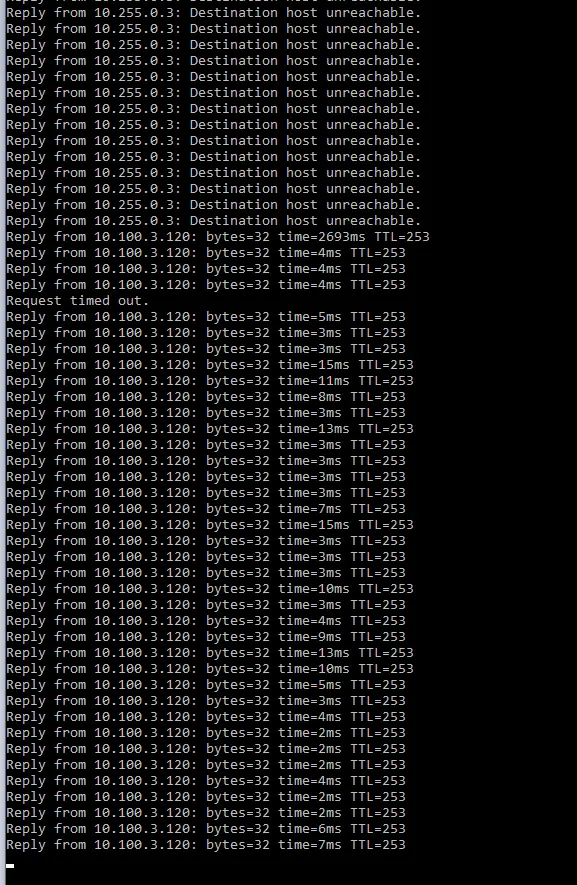 Reply from 10.255.0.3: Destination host unreachable.
Reply from 10.255.0.3: Destination host unreachable.
Reply from 10.255.0.3: Destination host unreachable.
Reply from 10.255.0.3: Destination host unreachable.
Reply from 10.255.0.3: Destination host unreachable.
Reply from 10.255.0.3: Destination host unreachable.
Reply from 10.255.0.3: Destination host unreachable.
Reply from 10.255.0.3: Destination host unreachable.
Reply from 10.255.0.3: Destination host unreachable.
Reply from 10.255.0.3: Destination host unreachable.
Reply from 10.255.0.3: Destination host unreachable.
Reply from 10.255.0.3: Destination host unreachable.
Reply from 10.255.0.3: Destination host unreachable.
Reply from 10.255.0.3: Destination host unreachable.
Reply from 10.100.3.120: bytes=32 time=2693ms TTL=253
Reply from 10.100.3.120: bytes=32 time=4ms TTL=253
Reply from 10.100.3.120: bytes=32 time=4ms TTL=253
Reply from 10.100.3.120: bytes=32 time=4ms TTL=253
Request timed out.
Reply from 10.100.3.120: bytes=32 time=5ms TTL=253
Reply from 10.100.3.120: bytes=32 time=3ms TTL=253
Reply from 10.100.3.120: bytes=32 time=3ms TTL=253
Reply from 10.100.3.120: bytes=32 time=15ms TTL=253
Reply from 10.100.3.120: bytes=32 time=11ms TTL=253
Reply from 10.100.3.120: bytes=32 time=8ms TTL=253
Reply from 10.100.3.120: bytes=32 time=3ms TTL=253
Reply from 10.100.3.120: bytes=32 time=13ms TTL=253
Reply from 10.100.3.120: bytes=32 time=3ms TTL=253
Reply from 10.100.3.120: bytes=32 time=3ms TTL=253
Reply from 10.100.3.120: bytes=32 time=3ms TTL=253
Reply from 10.100.3.120: bytes=32 time=3ms TTL=253
Reply from 10.100.3.120: bytes=32 time=7ms TTL=253
Reply from 10.100.3.120: bytes=32 time=15ms TTL=253
Reply from 10.100.3.120: bytes=32 time=3ms TTL=253
Reply from 10.100.3.120: bytes=32 time=3ms TTL=253
Reply from 10.100.3.120: bytes=32 time=3ms TTL=253
Reply from 10.100.3.120: bytes=32 time=10ms TTL=253
Reply from 10.100.3.120: bytes=32 time=3ms TTL=253
Reply from 10.100.3.120: bytes=32 time=4ms TTL=253
Reply from 10.100.3.120: bytes=32 time=9ms TTL=253
Reply from 10.100.3.120: bytes=32 time=13ms TTL=253
Reply from 10.100.3.120: bytes=32 time=10ms TTL=253
Reply from 10.100.3.120: bytes=32 time=5ms TTL=253
Reply from 10.100.3.120: bytes=32 time=3ms TTL=253
Reply from 10.100.3.120: bytes=32 time=4ms TTL=253
Reply from 10.100.3.120: bytes=32 time=2ms TTL=253
Reply from 10.100.3.120: bytes=32 time=2ms TTL=253
Reply from 10.100.3.120: bytes=32 time=2ms TTL=253
Reply from 10.100.3.120: bytes=32 time=4ms TTL=253
Reply from 10.100.3.120: bytes=32 time=2ms TTL=253
Reply from 10.100.3.120: bytes=32 time=2ms TTL=253
Reply from 10.100.3.120: bytes=32 time=6ms TTL=253
Reply from 10.100.3.120: bytes=32 time=7ms TTL=253